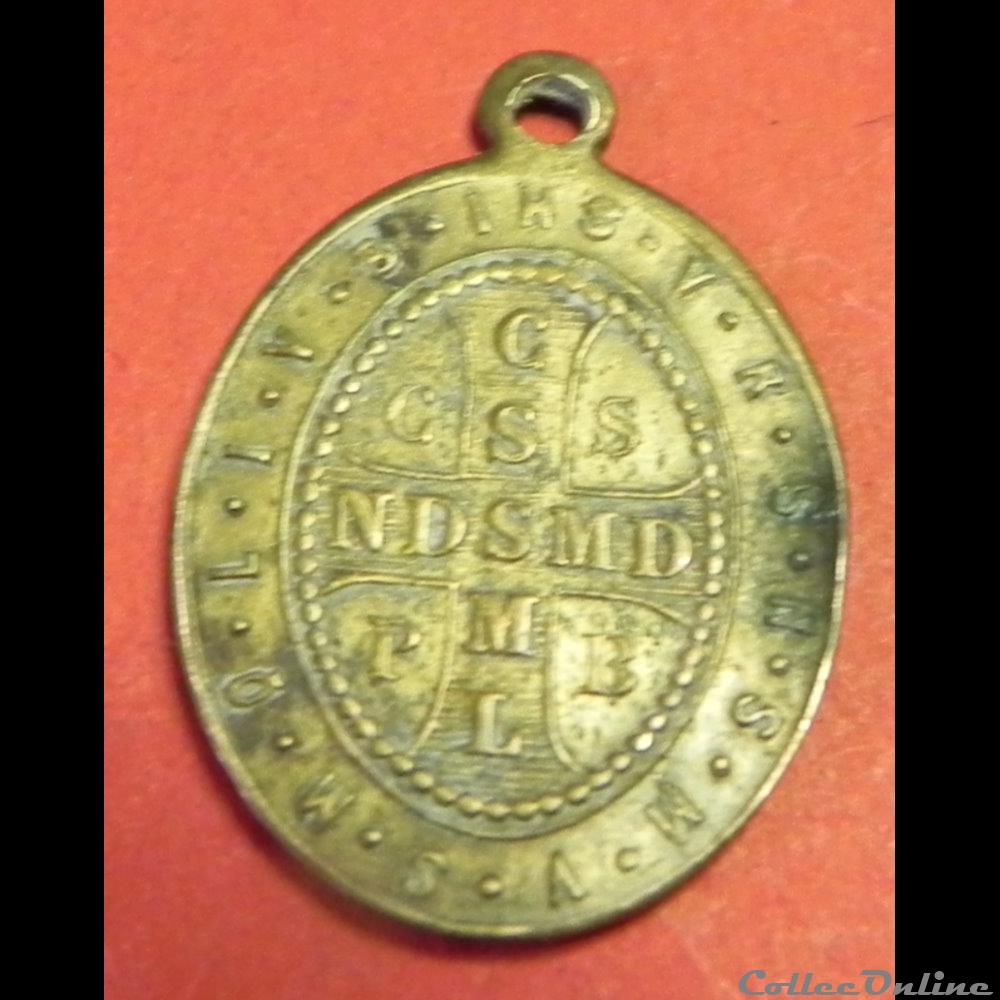 IHS · V · R · S · N · S · M · V · S · M · Q · L · I · V · B
C
C S S
NDSMD
M
P B
L
ColleeOnline